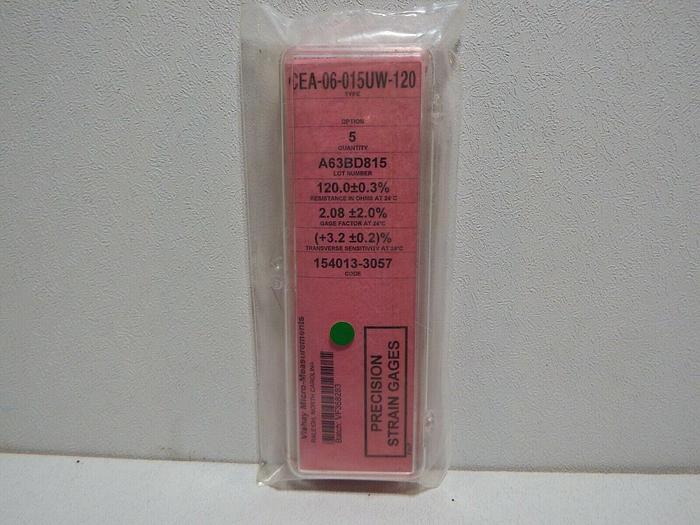 CEA-06-015UW-120
TYPE
OPTION
5
QUANTITY
A63BD815
LOT NUMBER
120.0±0.3%
RESISTANCE IN OHMS AT 24°C
2.08 ±2.0%
GAGE FACTOR AT 24°C
(+3.2 ±0.2)%
TRANSVERSE SENSITIVITY AT 24°C
154013-3057
CODE
Vishay Micro-Measurements
RALEIGH, NORTH CAROLINA
Batch: VF358283
PRECISION
STRAIN GAGES